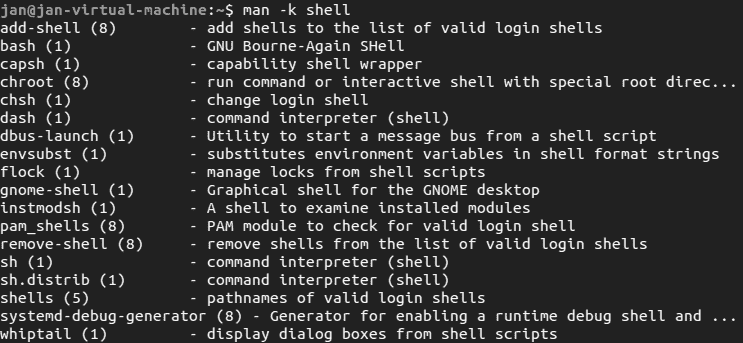 jan@jan-virtual-machine:~$ man -k shell
add-shell (8)        - add shells to the list of valid login shells
bash (1)             - GNU Bourne-Again SHell
capsh (1)            - capability shell wrapper
chroot (8)           - run command or interactive shell with special root direc...
chsh (1)             - change login shell
dash (1)             - command interpreter (shell)
dbus-launch (1)      - Utility to start a message bus from a shell script
envsubst (1)         - substitutes environment variables in shell format strings
flock (1)            - manage locks from shell scripts
gnome-shell (1)      - Graphical shell for the GNOME desktop
instmodsh (1)        - A shell to examine installed modules
pam_shells (8)       - PAM module to check for valid login shell
remove-shell (8)     - remove shells from the list of valid login shells
sh (1)               - command interpreter (shell)
sh.distrib (1)       - command interpreter (shell)
shells (5)           - pathnames of valid login shells
systemd-debug-generator (8) - Generator for enabling a runtime debug shell and ...
whiptail (1)         - display dialog boxes from shell scripts